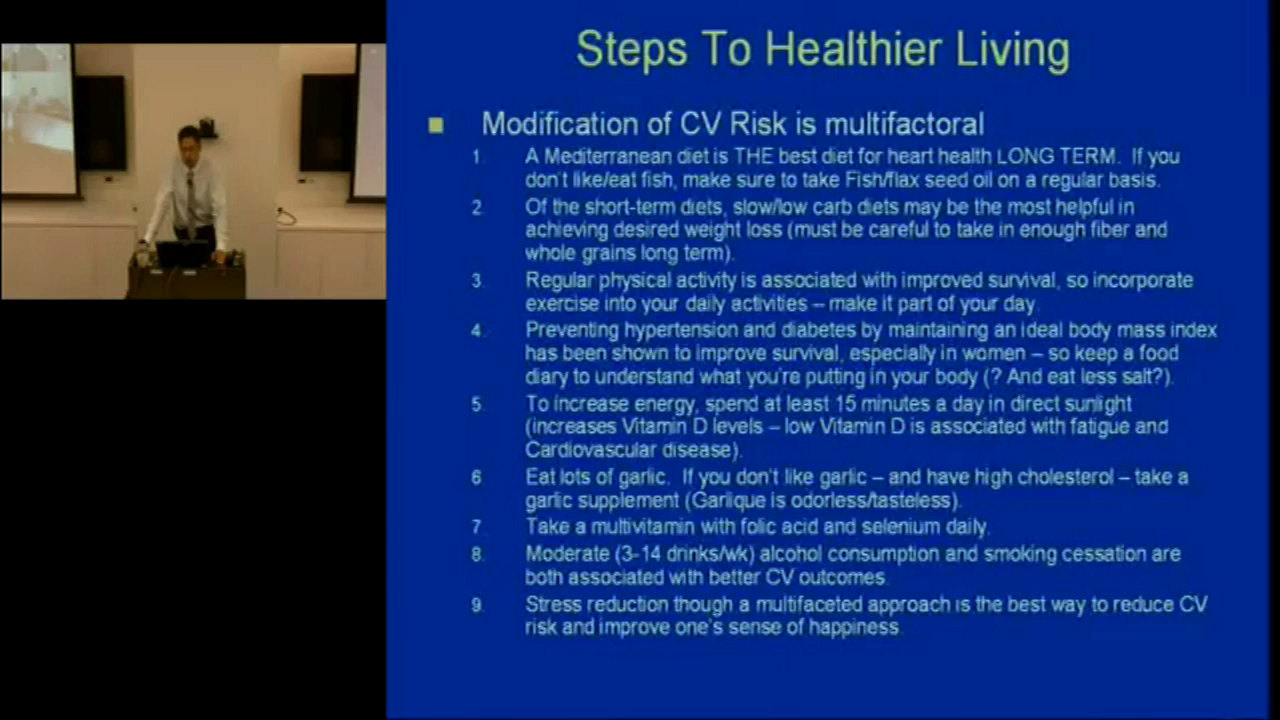 Steps To Healthier Living
Modification of CV Risk is multifactoral
1. A Mediterranean diet is THE best diet for heart health LONG TERM. If you
don't like/eat fish, make sure to take Fish/flax seed oil on a regular basis.
2. Of the short-term diets, slow/low carb diets may be the most helpful in
achieving desired weight loss (must be careful to take in enough fiber and
whole grains long term).
3. Regular physical activity is associated with improved survival, so incorporate
exercise into your daily activities – make it part of your day.
4. Preventing hypertension and diabetes by maintaining an ideal body mass index
has been shown to improve survival, especially in women – so keep a food
diary to understand what you're putting in your body (? And eat less salt?).
5. To increase energy, spend at least 15 minutes a day in direct sunlight
(increases Vitamin D levels – low Vitamin D is associated with fatigue and
Cardiovascular disease).
6. Eat lots of garlic. If you don't like garlic – and have high cholesterol – take a
garlic supplement (Garlique is odorless/tasteless).
7. Take a multivitamin with folic acid and selenium daily.
8. Moderate (3-14 drinks/wk) alcohol consumption and smoking cessation are
both associated with better CV outcomes.
9. Stress reduction though a multifaceted approach is the best way to reduce CV
risk and improve one's sense of happiness.